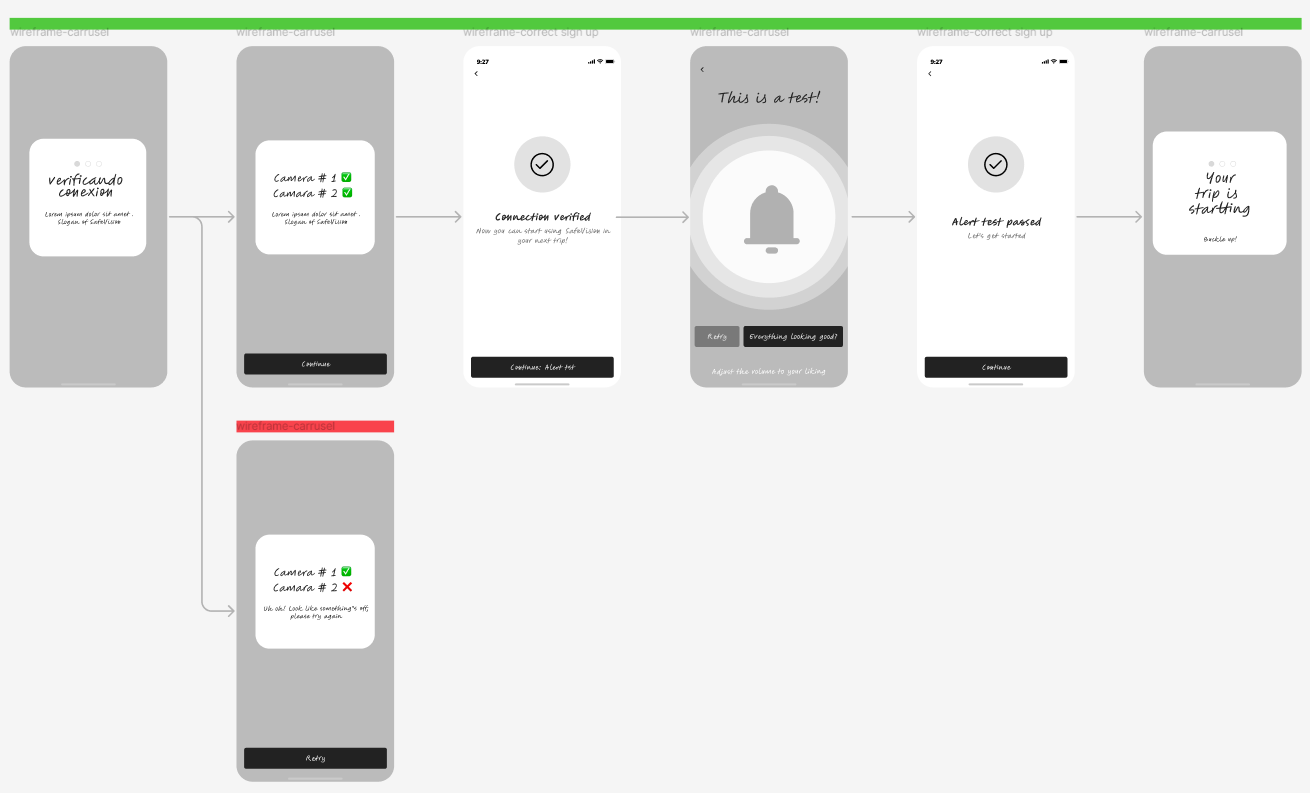 wireframe-carrusel
verificando
conexion
Lorem ipsum dolor sit amet.
Slogan of SafeVision
wireframe-carrusel
Camera # 1 ✅
Camara # 2 ✅
Lorem ipsum dolor sit amet.
Slogan of SafeVision
Continue
wireframe-correct sign up
9:27
Connection verified
Now you can start using SafeVision in
your next trip!
Continue: Alert tst
wireframe-carrusel
This is a test!
Retry
Everything looking good?
Adjust the volume to your liking
wireframe-correct sign up
9:27
Alert test passed
Let's get started
Continue
wireframe-carrusel
Your
trip is
startting
Buckle up!
wireframe-carrusel
Camera # 1 ✅
Camara # 2 ❌
Uh oh! Look like something's off,
please try again
Retry